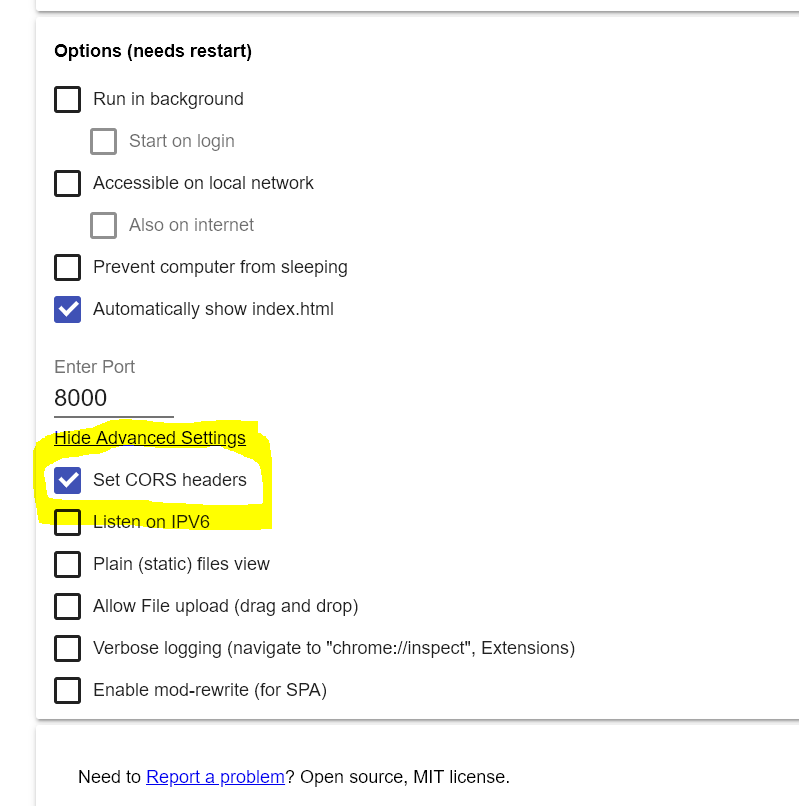 Options (needs restart)
Run in background
Start on login
Accessible on local network
Also on internet
Prevent computer from sleeping
Automatically show index.html
Enter Port
8000
Hide Advanced Settings
Set CORS headers
Listen on IPV6
Plain (static) files view
Allow File upload (drag and drop)
Verbose logging (navigate to "chrome://inspect", Extensions)
Enable mod-rewrite (for SPA)
Need to Report a problem? Open source, MIT license.